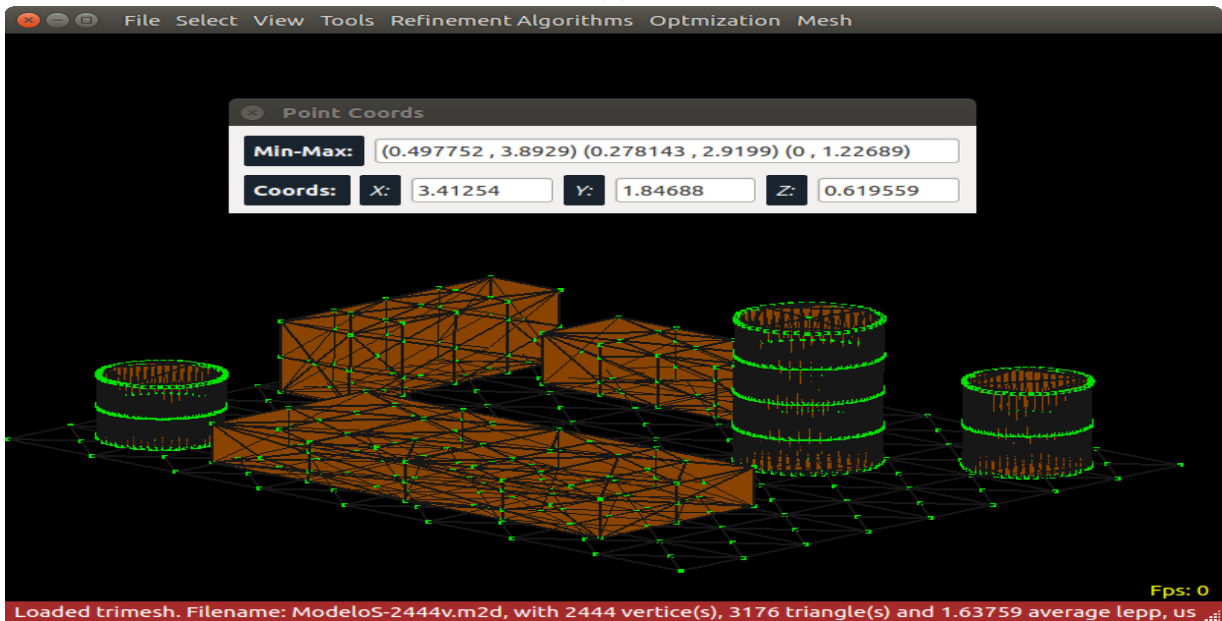 File Select View Tools Refinement Algorithms Optmization Mesh
Point Coords
Min-Max: (0.497752 , 3.8929) (0.278143 , 2.9199) (0 , 1.22689)
Coords: X: 3.41254 Y: 1.84688 Z: 0.619559
Fps: 0
Loaded trimesh. Filename: ModeloS-2444v.m2d, with 2444 vertice(s), 3176 triangle(s) and 1.63759 average lepp, us